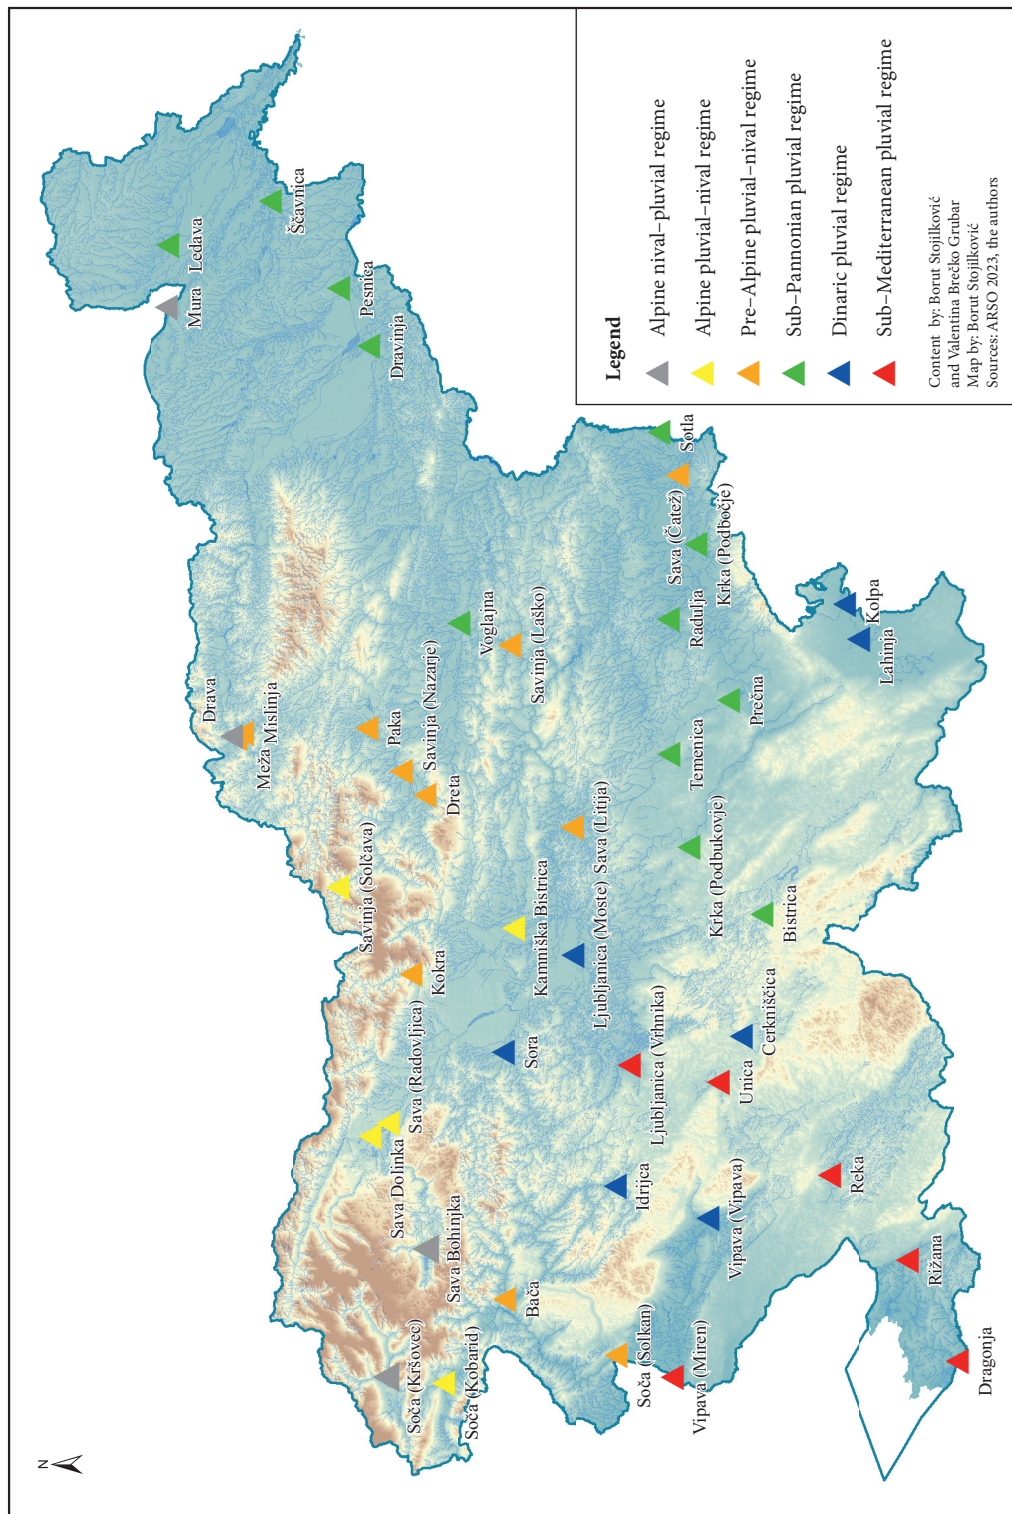 N
Mura
Ledava
Ščavnica
Pesnica
Dravinja
Drava
Meža
Mislinja
Paka
Savinja (Nazarje)
Dreta
Savinja (Solčava)
Voglajna
Savinja (Laško)
Kokra
Kamniška Bistrica
Sava (Radovljica)
Sava Dolinka
Sava Bohinjka
Soča (Kršovec)
Soča (Kobarid)
Bača
Sora
Ljubljanica (Moste)
Sava (Litija)
Sotla
Sava (Čatež)
Krka (Podbočje)
Radulja
Prečna
Temenica
Krka (Podbukovje)
Bistrica
Kolpa
Lahinja
Ljubljanica (Vrhnika)
Cerkniščica
Unica
Idrijca
Vipava (Vipava)
Soča (Solkan)
Vipava (Miren)
Reka
Rižana
Dragonja
Legend
Alpine nival–pluvial regime
Alpine pluvial–nival regime
Pre–Alpine pluvial–nival regime
Sub–Pannonian pluvial regime
Dinaric pluvial regime
Sub–Mediterranean pluvial regime
Content by: Borut Stojilković
and Valentina Brečko Grubar
Map by: Borut Stojilković
Sources: ARSO 2023, the authors